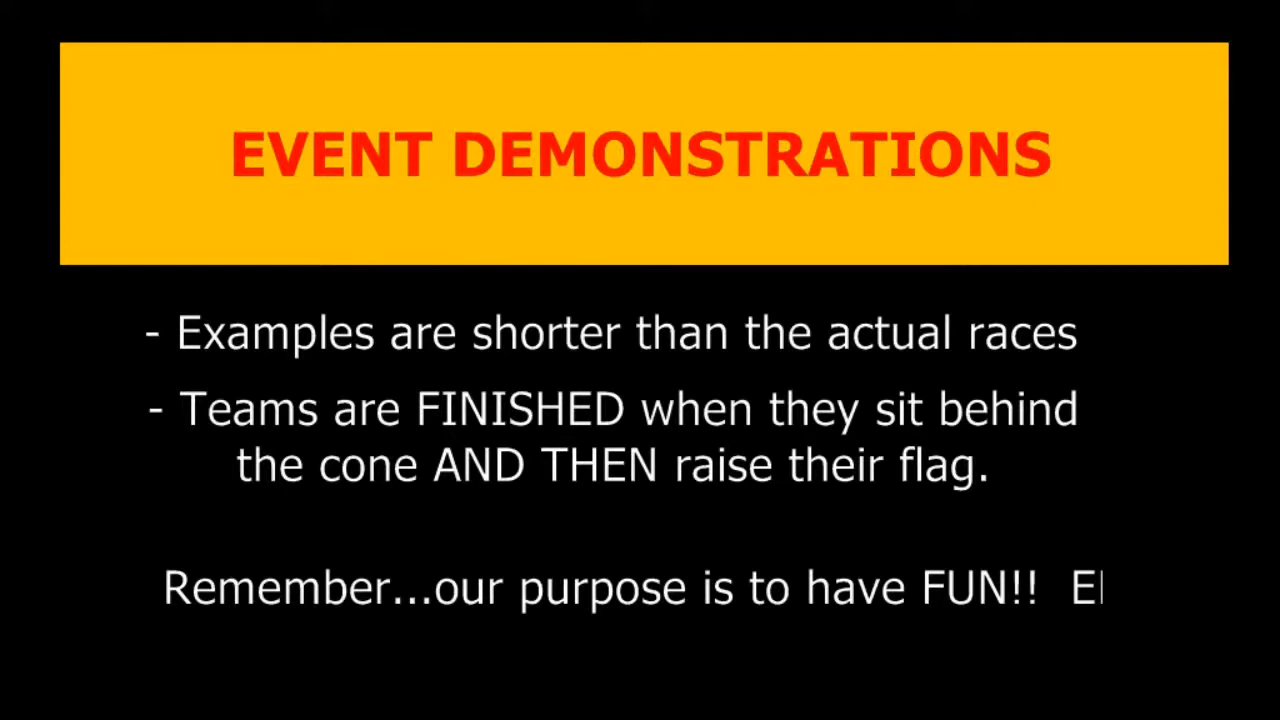 EVENT DEMONSTRATIONS
- Examples are shorter than the actual races
- Teams are FINISHED when they sit behind
the cone AND THEN raise their flag.
Remember...our purpose is to have FUN!!